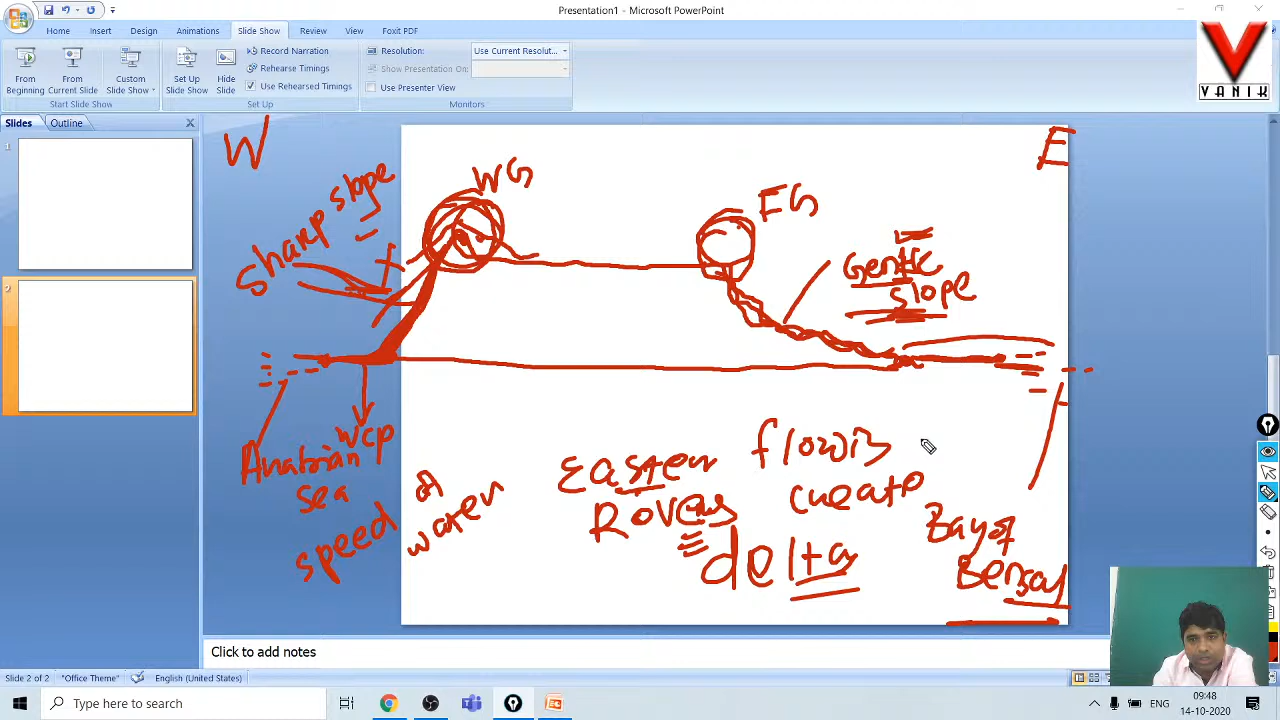 Presentation1 - Microsoft PowerPoint
Home Insert Design Animations Slide Show Review View Foxit PDF
From Beginning
From Current Slide
Custom Slide Show
Start Slide Show
Set Up Slide Show
Hide Slide
Record Narration
Rehearse Timings
Use Rehearsed Timings
Set Up
Resolution: Use Current Resolut...
Show Presentation On:
Use Presenter View
Monitors
V
VANIK
Slides Outline
1
2
W
E
WG
EG
sharp slope
Gentle
slope
WCP
Arabian
sea
speed of
water
Eastern
Rovers
flows
create
delta
Bay of
Bengal
Click to add notes
Slide 2 of 2 "Office Theme" English (United States)
Type here to search
ENG
09:48
14-10-2020